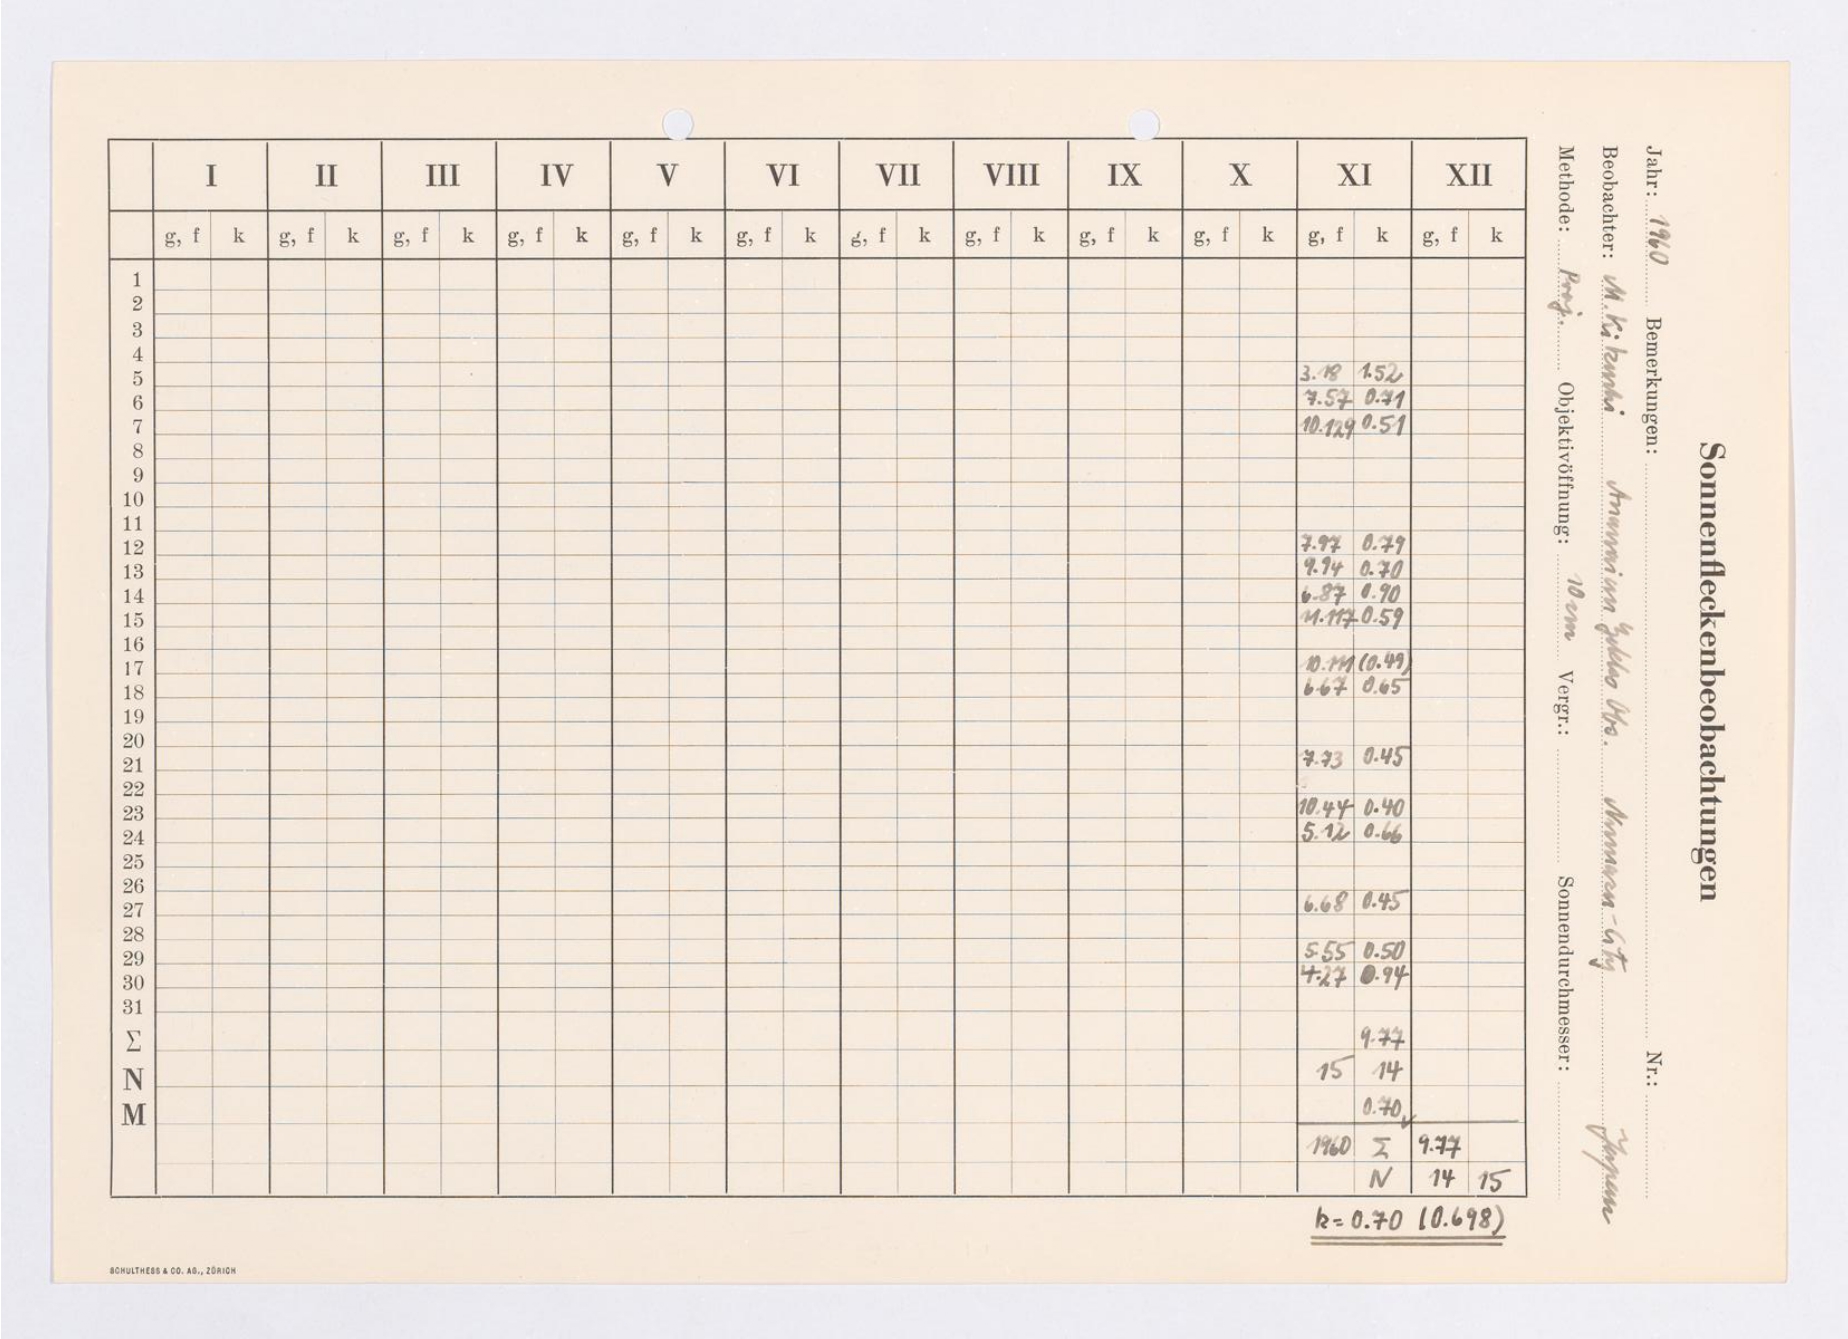 Sonnenfleckenbeobachtungen
Jahr: 1960 Bemerkungen: Nr.:
Beobachter: M. Kikuchi Obs. City Japan
Methode: Proj. Objektivöffnung: 10 cm Vergr.: Sonnendurchmesser:
I II III IV V VI VII VIII IX X XI XII
g, f k g, f k g, f k g, f k g, f k g, f k g, f k g, f k g, f k g, f k g, f k g, f k
1
2
3
4
5 3.18 1.52
6 7.57 0.71
7 10.129 0.51
8
9
10
11
12 7.97 0.79
13 9.94 0.70
14 6.87 0.90
15 11.117 0.59
16
17 10.111 (0.49)
18 6.67 0.65
19
20
21 7.73 0.45
22
23 10.44 0.40
24 5.12 0.66
25
26
27 6.68 0.45
28
29 5.55 0.50
30 4.27 0.94
31
Σ 9.77
N 15 14
M 0.70
1960 Σ 9.77
N 14 15
k = 0.70 (0.698)
SCHULTHESS & CO. AG., ZÜRICH